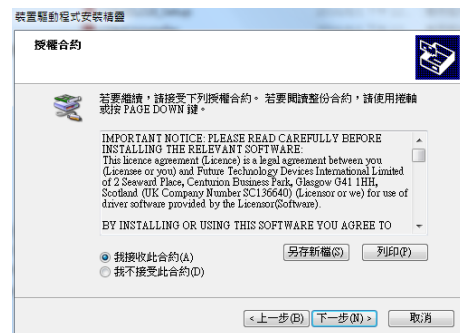 裝置驅動程式安裝精靈
授權合約
若要繼續，請接受下列授權合約。若要閱讀整份合約，請使用捲軸
或按 PAGE DOWN 鍵。
IMPORTANT NOTICE: PLEASE READ CAREFULLY BEFORE
INSTALLING THE RELEVANT SOFTWARE:
This licence agreement (Licence) is a legal agreement between you
(Licensee or you) and Future Technology Devices International Limited
of 2 Seaward Place, Centurion Business Park, Glasgow G41 1HH,
Scotland (UK Company Number SC136640) (Licensor or we) for use of
driver software provided by the Licensor(Software).
BY INSTALLING OR USING THIS SOFTWARE YOU AGREE TO
我接收此合約(A)
另存新檔(S)
列印(P)
我不接受此合約(D)
<上一步(B)
下一步(N)>
取消